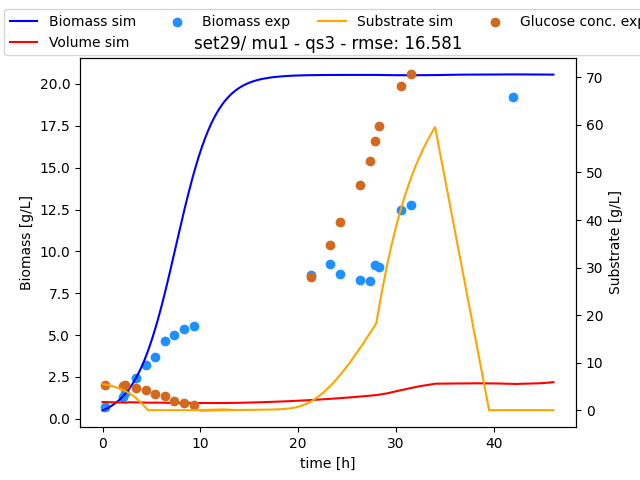 Biomass sim Biomass exp Substrate sim Glucose conc. exp
Volume sim
set29/ mu1 - qs3 - rmse: 16.581
20.0
17.5
15.0
12.5
10.0
7.5
5.0
2.5
0.0
Biomass [g/L]
0 10 20 30 40
time [h]
70
60
50
40
30
20
10
0
Substrate [g/L]